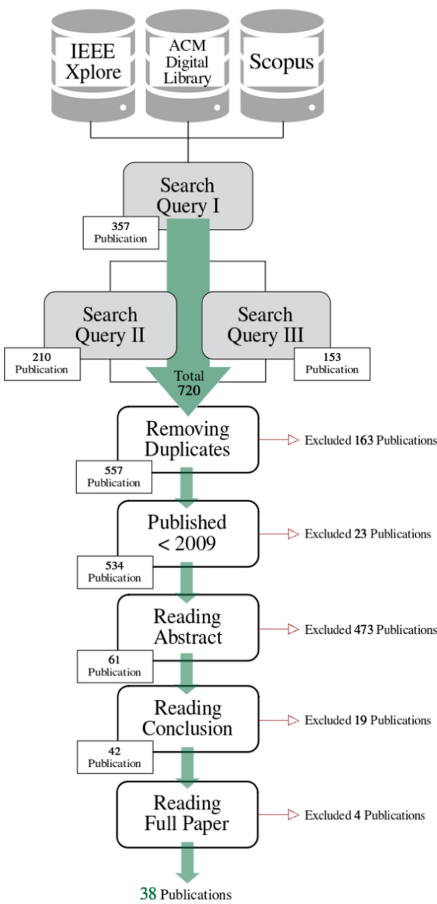 IEEE
Xplore
ACM
Digital
Library
Scopus
Search
Query I
357
Publication
Search
Query II
Search
Query III
210
Publication
153
Publication
Total
720
Removing
Duplicates
Excluded 163 Publications
557
Publication
Published
< 2009
Excluded 23 Publications
534
Publication
Reading
Abstract
Excluded 473 Publications
61
Publication
Reading
Conclusion
Excluded 19 Publications
42
Publication
Reading
Full Paper
Excluded 4 Publications
38 Publications